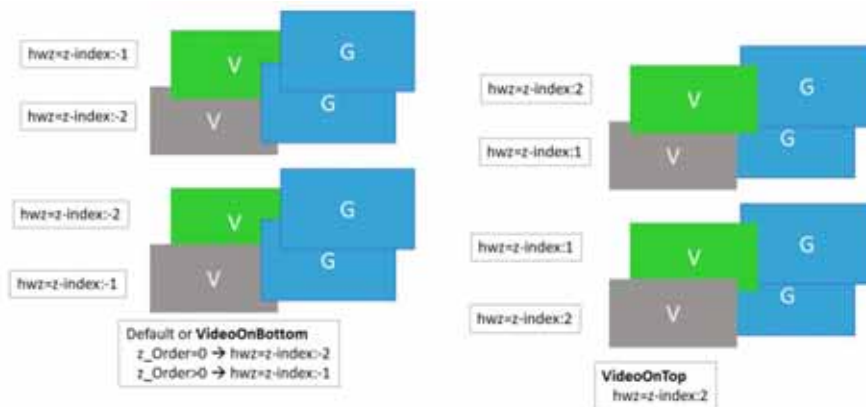 hwz=z-index:-1
V
G
hwz=z-index:-2
V
G
hwz=z-index:-2
V
G
hwz=z-index:-1
V
G
Default or VideoOnBottom
z_Order=0 → hwz=z-index:-2
z_Order>0 → hwz=z-index:-1
hwz=z-index:2
V
G
hwz=z-index:1
V
G
hwz=z-index:1
V
G
hwz=z-index:2
V
G
VideoOnTop
hwz=z-index:2